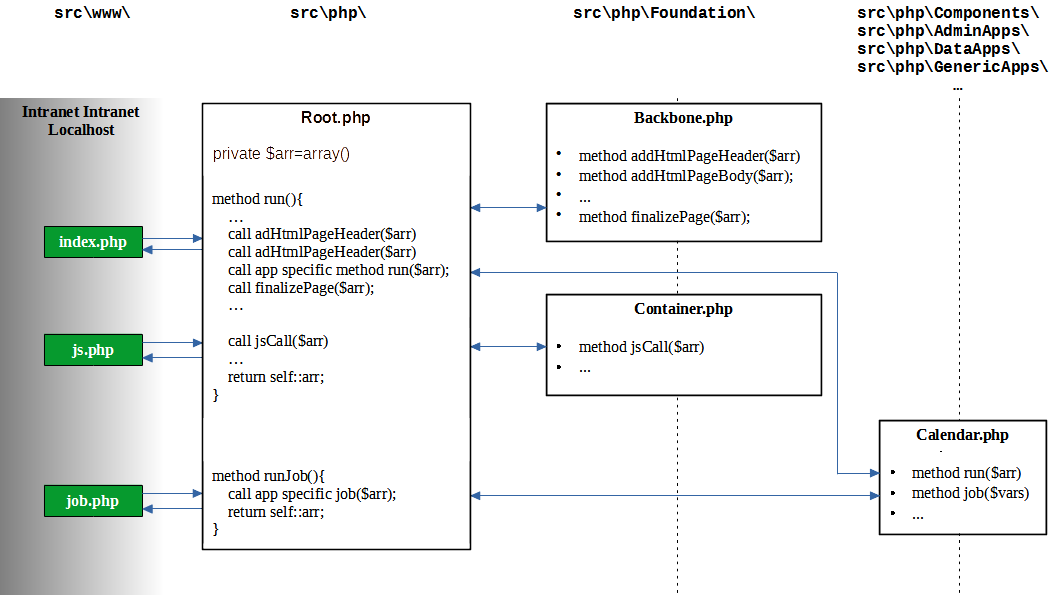 src\www\
src\php\
src\php\Foundation\
src\php\Components\
src\php\AdminApps\
src\php\DataApps\
src\php\GenericApps\
...
Intranet Intranet
Localhost
index.php
js.php
job.php
Root.php
private $arr=array()
method run(){
…
call adHtmlPageHeader($arr)
call adHtmlPageHeader($arr)
call app specific method run($arr);
call finalizePage($arr);
…
call jsCall($arr)
…
return self::arr;
}
method runJob(){
call app specific job($arr);
return self::arr;
}
Backbone.php
• method addHtmlPageHeader($arr)
• method addHtmlPageBody($arr);
• ...
• method finalizePage($arr);
Container.php
• method jsCall($arr)
• ...
Calendar.php
• method run($arr)
• method job($vars)
• ...